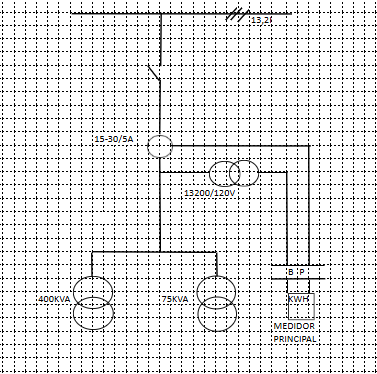 13,2
15-30/5A
13200/120V
B P
400KVA
75KVA
KWH
MEDIDOR
PRINCIPAL